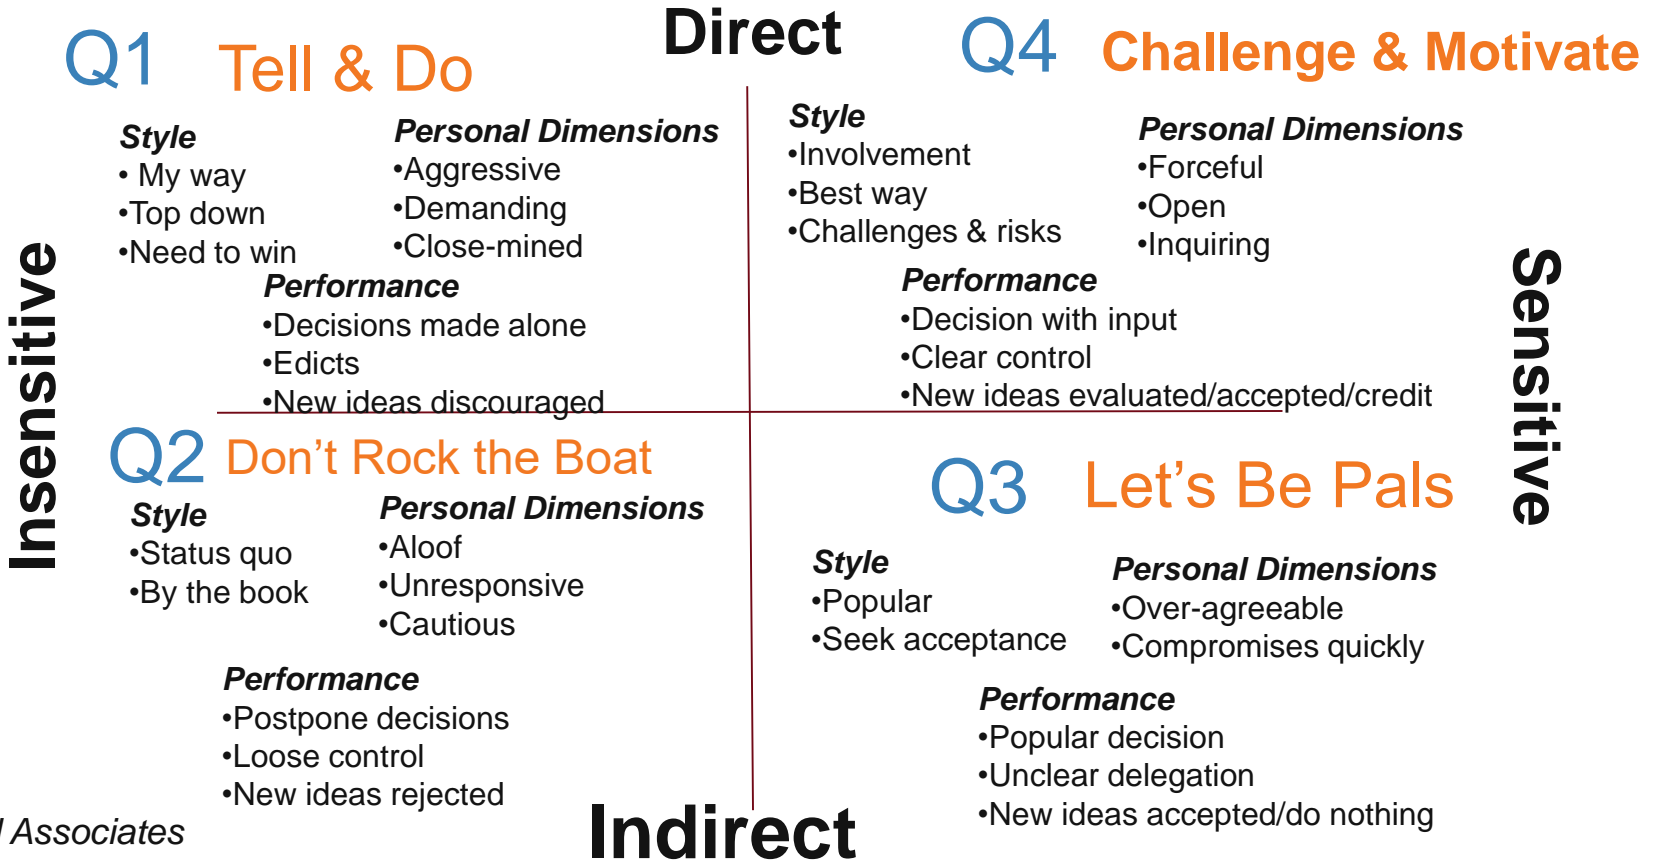 Direct
Q1 Tell & Do
Style
• My way
•Top down
•Need to win
Personal Dimensions
•Aggressive
•Demanding
•Close-mined
Performance
•Decisions made alone
•Edicts
•New ideas discouraged
Q4 Challenge & Motivate
Style
•Involvement
•Best way
•Challenges & risks
Personal Dimensions
•Forceful
•Open
•Inquiring
Performance
•Decision with input
•Clear control
•New ideas evaluated/accepted/credit
Insensitive
Sensitive
Q2 Don’t Rock the Boat
Style
•Status quo
•By the book
Personal Dimensions
•Aloof
•Unresponsive
•Cautious
Performance
•Postpone decisions
•Loose control
•New ideas rejected
Q3 Let’s Be Pals
Style
•Popular
•Seek acceptance
Personal Dimensions
•Over-agreeable
•Compromises quickly
Performance
•Popular decision
•Unclear delegation
•New ideas accepted/do nothing
Associates
Indirect